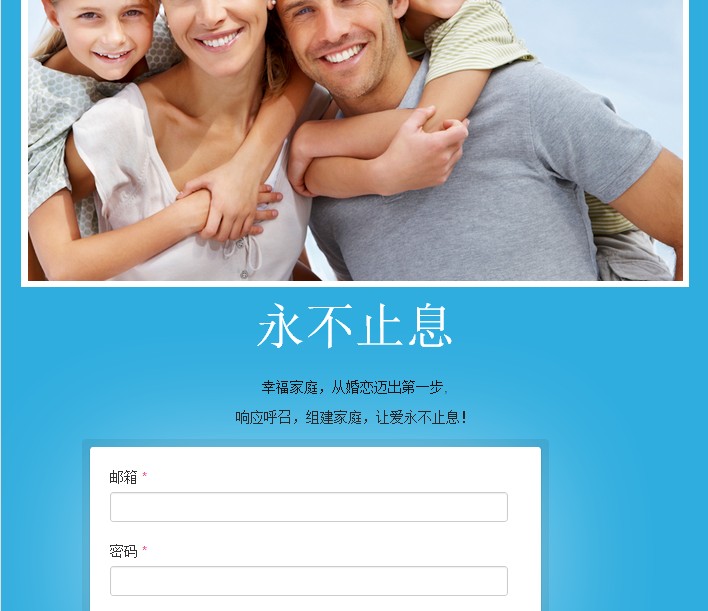 永不止息
幸福家庭，从婚恋迈出第一步，
响应呼召，组建家庭，让爱永不止息！
邮箱 *
密码 *